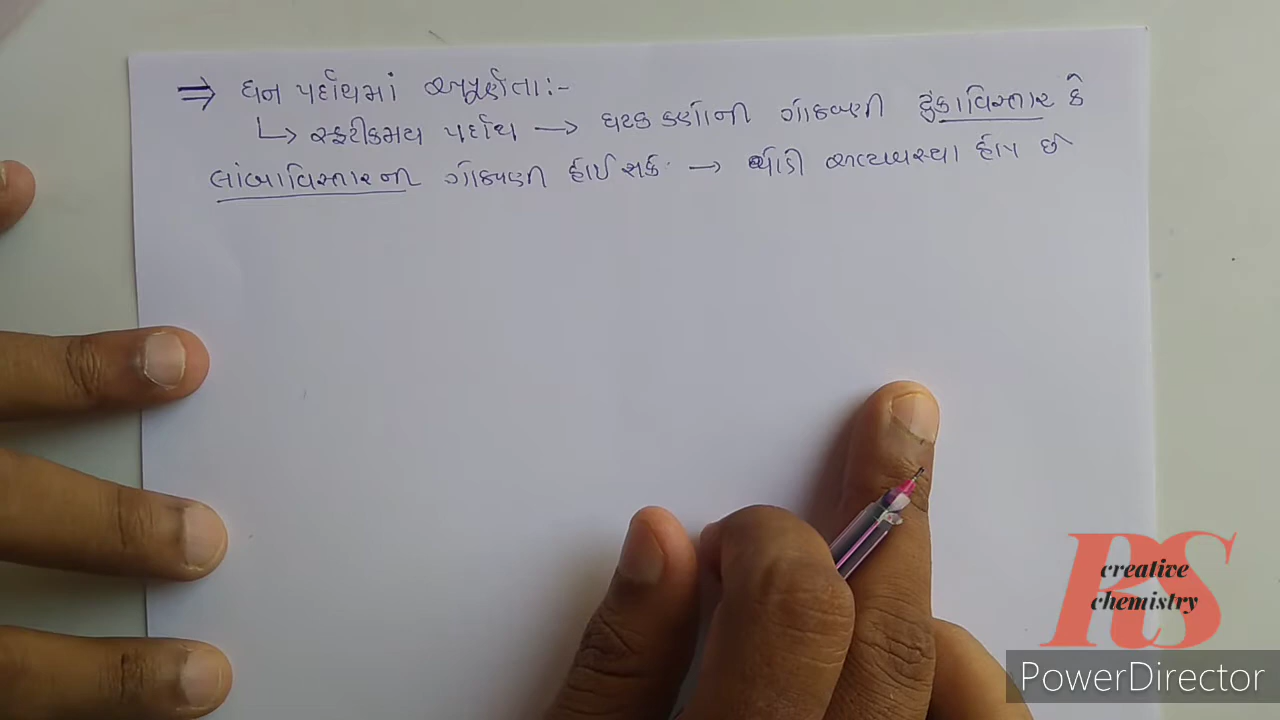 ⇒ ઘન પદાર્થમાં અપૂર્ણતા:-
↳ સ્ફટીકમય પદાર્થ → ઘટક કણોની ગોઠવણી ટુંકાવિસ્તાર કે
લાંબાવિસ્તારની ગોઠવણી હોઈ શકે → થોડી અવ્યવસ્થા હોય છે
RS
creative
chemistry
PowerDirector